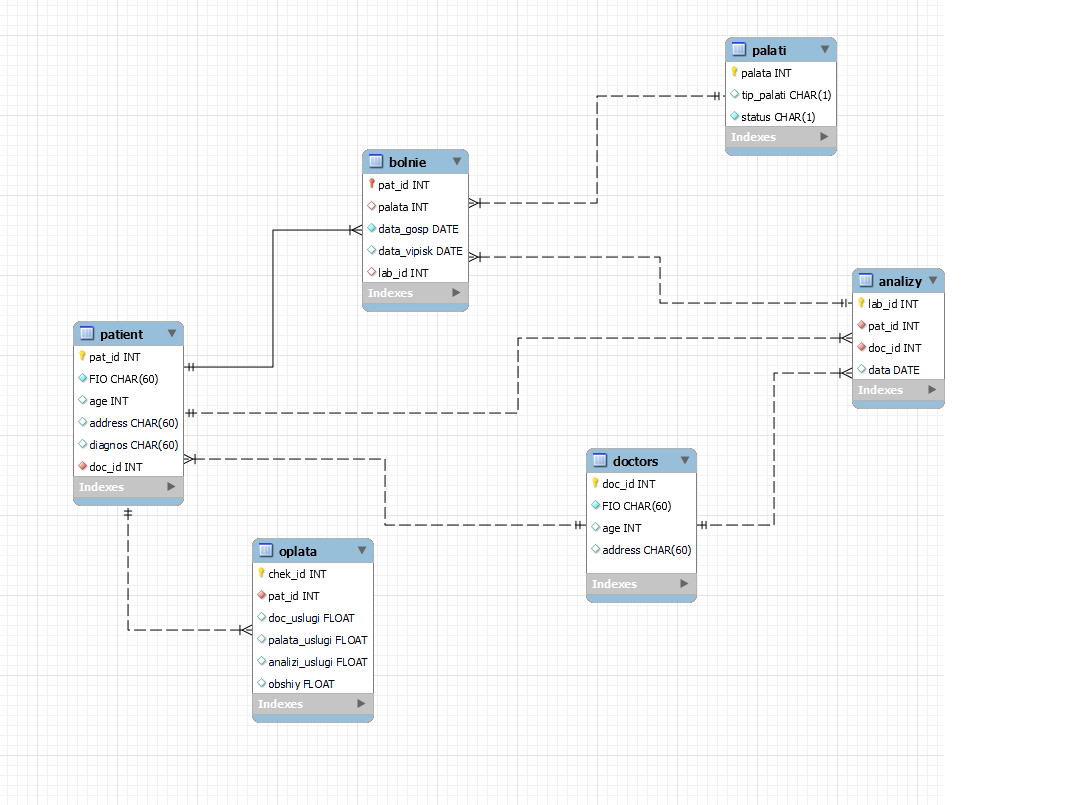 palati
palata INT
tip_palati CHAR(1)
status CHAR(1)
Indexes
bolnie
pat_id INT
palata INT
data_gosp DATE
data_vipisk DATE
lab_id INT
Indexes
analizy
lab_id INT
pat_id INT
doc_id INT
data DATE
Indexes
patient
pat_id INT
FIO CHAR(60)
age INT
address CHAR(60)
diagnos CHAR(60)
doc_id INT
Indexes
doctors
doc_id INT
FIO CHAR(60)
age INT
address CHAR(60)
Indexes
oplata
chek_id INT
pat_id INT
doc_uslugi FLOAT
palata_uslugi FLOAT
analizi_uslugi FLOAT
obshiy FLOAT
Indexes